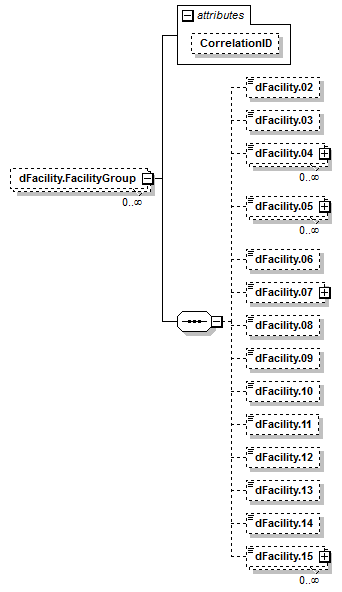 attributes
CorrelationID
dFacility.02
dFacility.03
dFacility.04
0..∞
dFacility.FacilityGroup
0..∞
dFacility.05
0..∞
dFacility.06
dFacility.07
dFacility.08
dFacility.09
dFacility.10
dFacility.11
dFacility.12
dFacility.13
dFacility.14
dFacility.15
0..∞